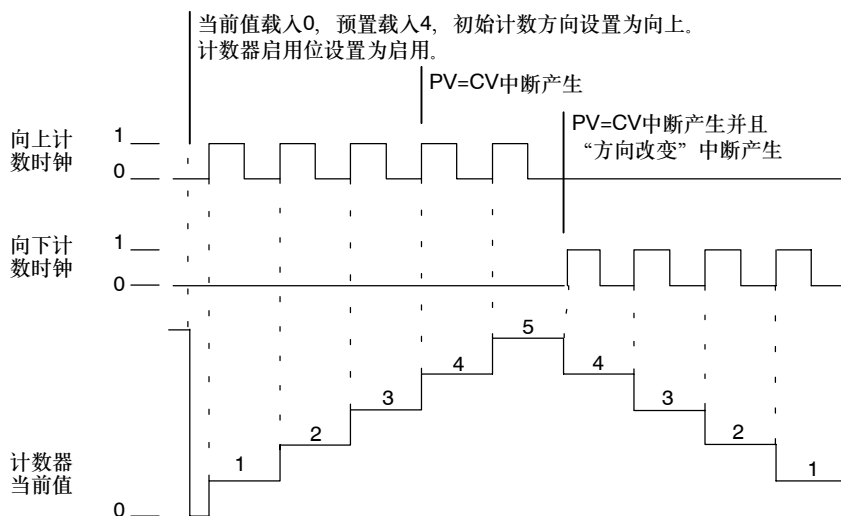 当前值载入0，预置载入4，初始计数方向设置为向上。
计数器启用位设置为启用。
PV=CV中断产生
PV=CV中断产生并且
“方向改变”中断产生
向上计
数时钟
1
0
向下计
数时钟
1
0
5
4
4
3
3
2
2
1
1
计数器
当前值
0